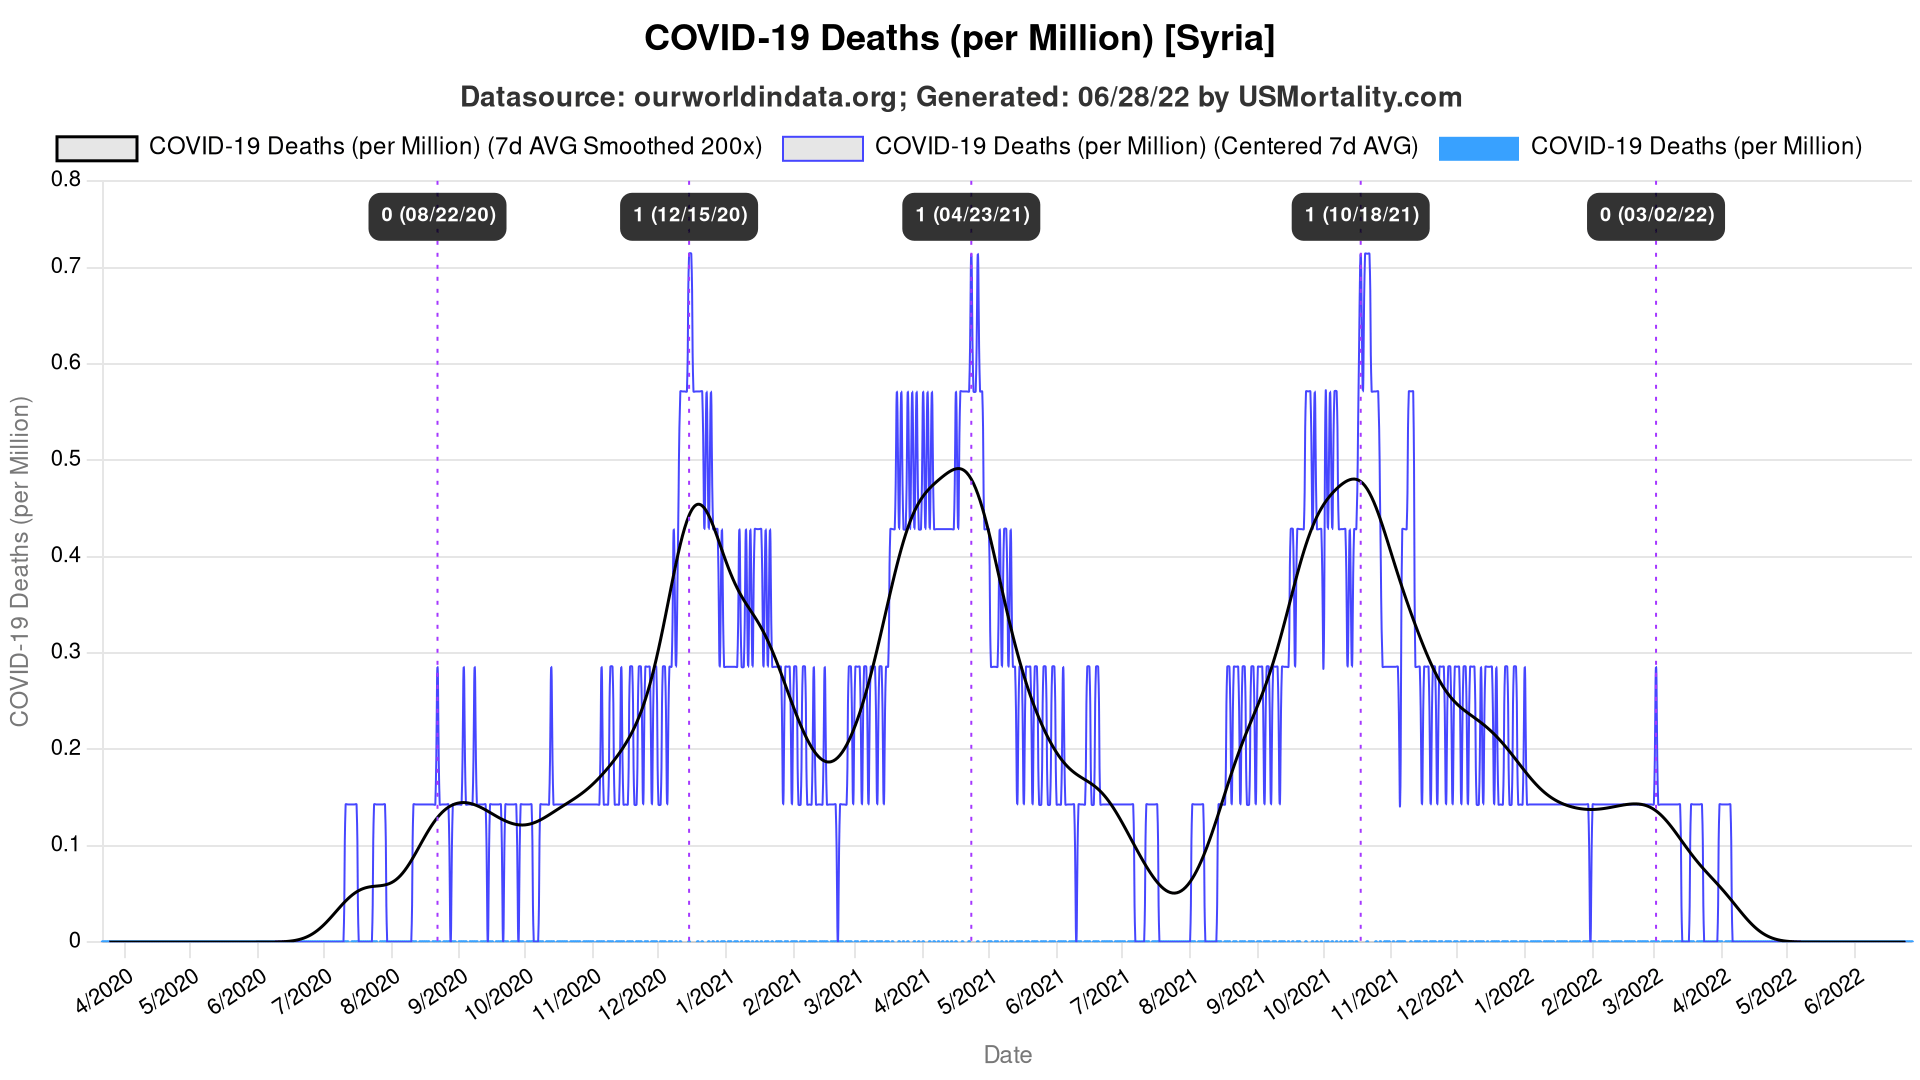 COVID-19 Deaths (per Million) [Syria]
Datasource: ourworldindata.org; Generated: 06/28/22 by USMortality.com
COVID-19 Deaths (per Million) (7d AVG Smoothed 200x) COVID-19 Deaths (per Million) (Centered 7d AVG) COVID-19 Deaths (per Million)
0 (08/22/20) 1 (12/15/20) 1 (04/23/21) 1 (10/18/21) 0 (03/02/22)
COVID-19 Deaths (per Million)
0.8
0.7
0.6
0.5
0.4
0.3
0.2
0.1
0
4/2020 5/2020 6/2020 7/2020 8/2020 9/2020 10/2020 11/2020 12/2020 1/2021 2/2021 3/2021 4/2021 5/2021 6/2021 7/2021 8/2021 9/2021 10/2021 11/2021 12/2021 1/2022 2/2022 3/2022 4/2022 5/2022 6/2022
Date